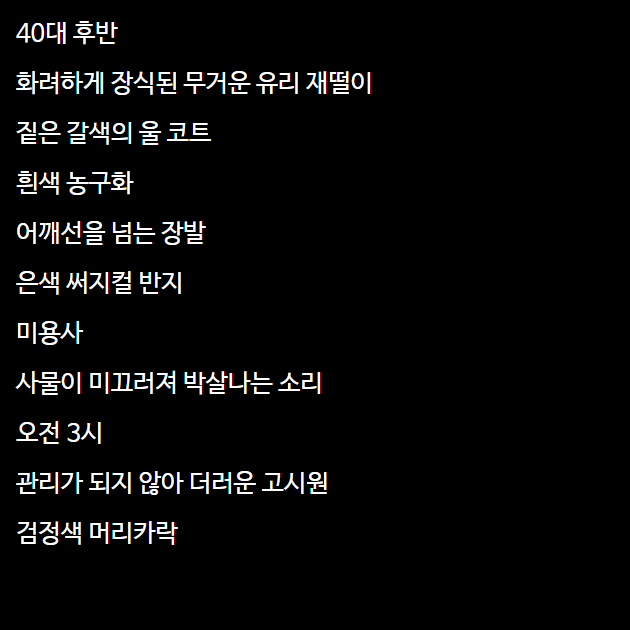 40대 후반
화려하게 장식된 무거운 유리 재떨이
짙은 갈색의 울 코트
흰색 농구화
어깨선을 넘는 장발
은색 써지컬 반지
미용사
사물이 미끄러져 박살나는 소리
오전 3시
관리가 되지 않아 더러운 고시원
검정색 머리카락